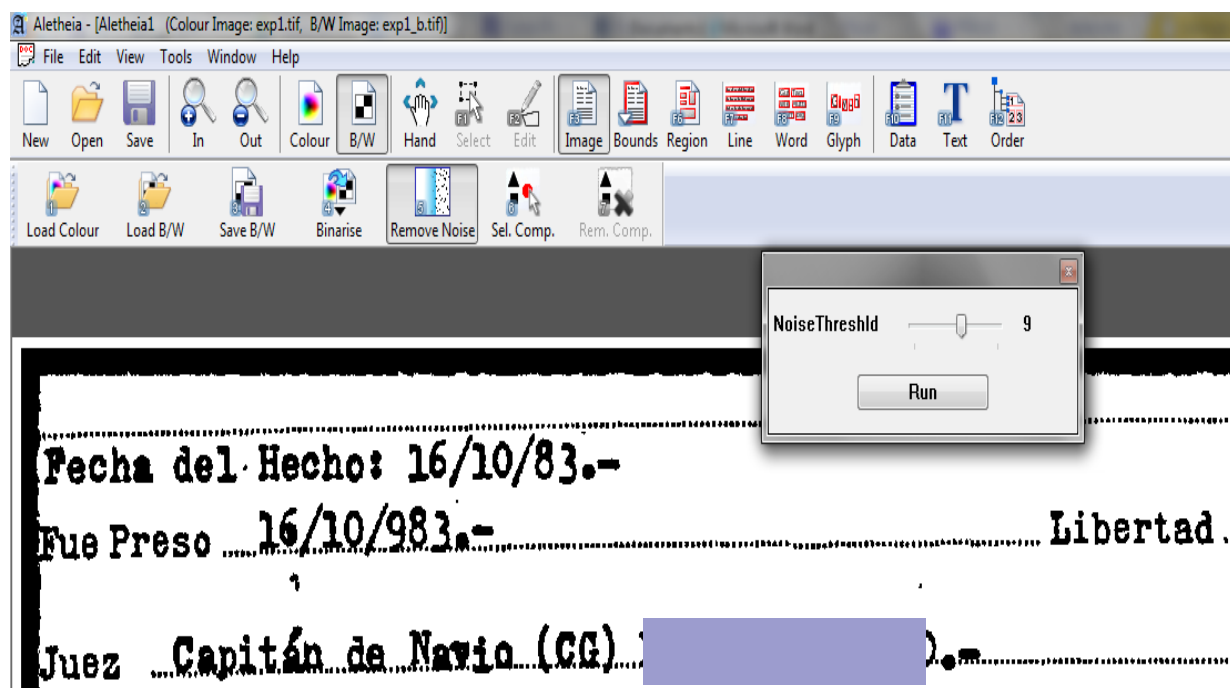 Aletheia - [Aletheia1 (Colour Image: exp1.tif, B/W Image: exp1_b.tif)]
File Edit View Tools Window Help
New Open Save In Out Colour B/W Hand Select Edit Image Bounds Region Line Word Glyph Data Text Order
Load Colour Load B/W Save B/W Binarise Remove Noise Sel. Comp. Rem. Comp.
NoiseThreshld 9
Run
Fecha del Hecho: 16/10/83.-
Fue Preso 16/10/983.- Libertad.
Juez Capitán de Navio (CG)